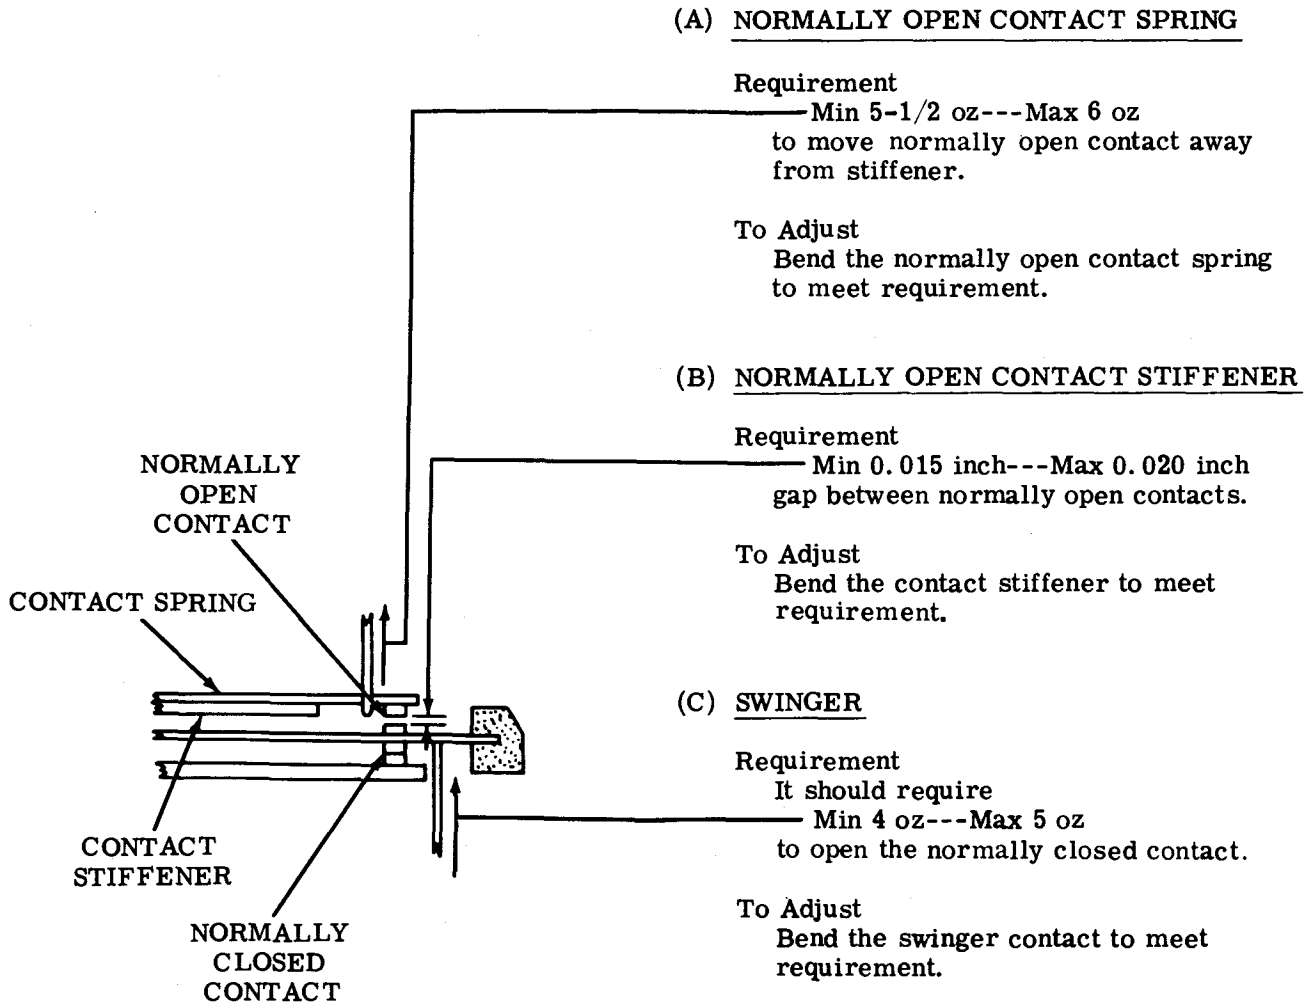 (A) NORMALLY OPEN CONTACT SPRING
Requirement
Min 5-1/2 oz---Max 6 oz
to move normally open contact away
from stiffener.
To Adjust
Bend the normally open contact spring
to meet requirement.
(B) NORMALLY OPEN CONTACT STIFFENER
Requirement
Min 0.015 inch---Max 0.020 inch
gap between normally open contacts.
To Adjust
Bend the contact stiffener to meet
requirement.
(C) SWINGER
Requirement
It should require
Min 4 oz---Max 5 oz
to open the normally closed contact.
To Adjust
Bend the swinger contact to meet
requirement.
NORMALLY
OPEN
CONTACT
CONTACT SPRING
CONTACT
STIFFENER
NORMALLY
CLOSED
CONTACT